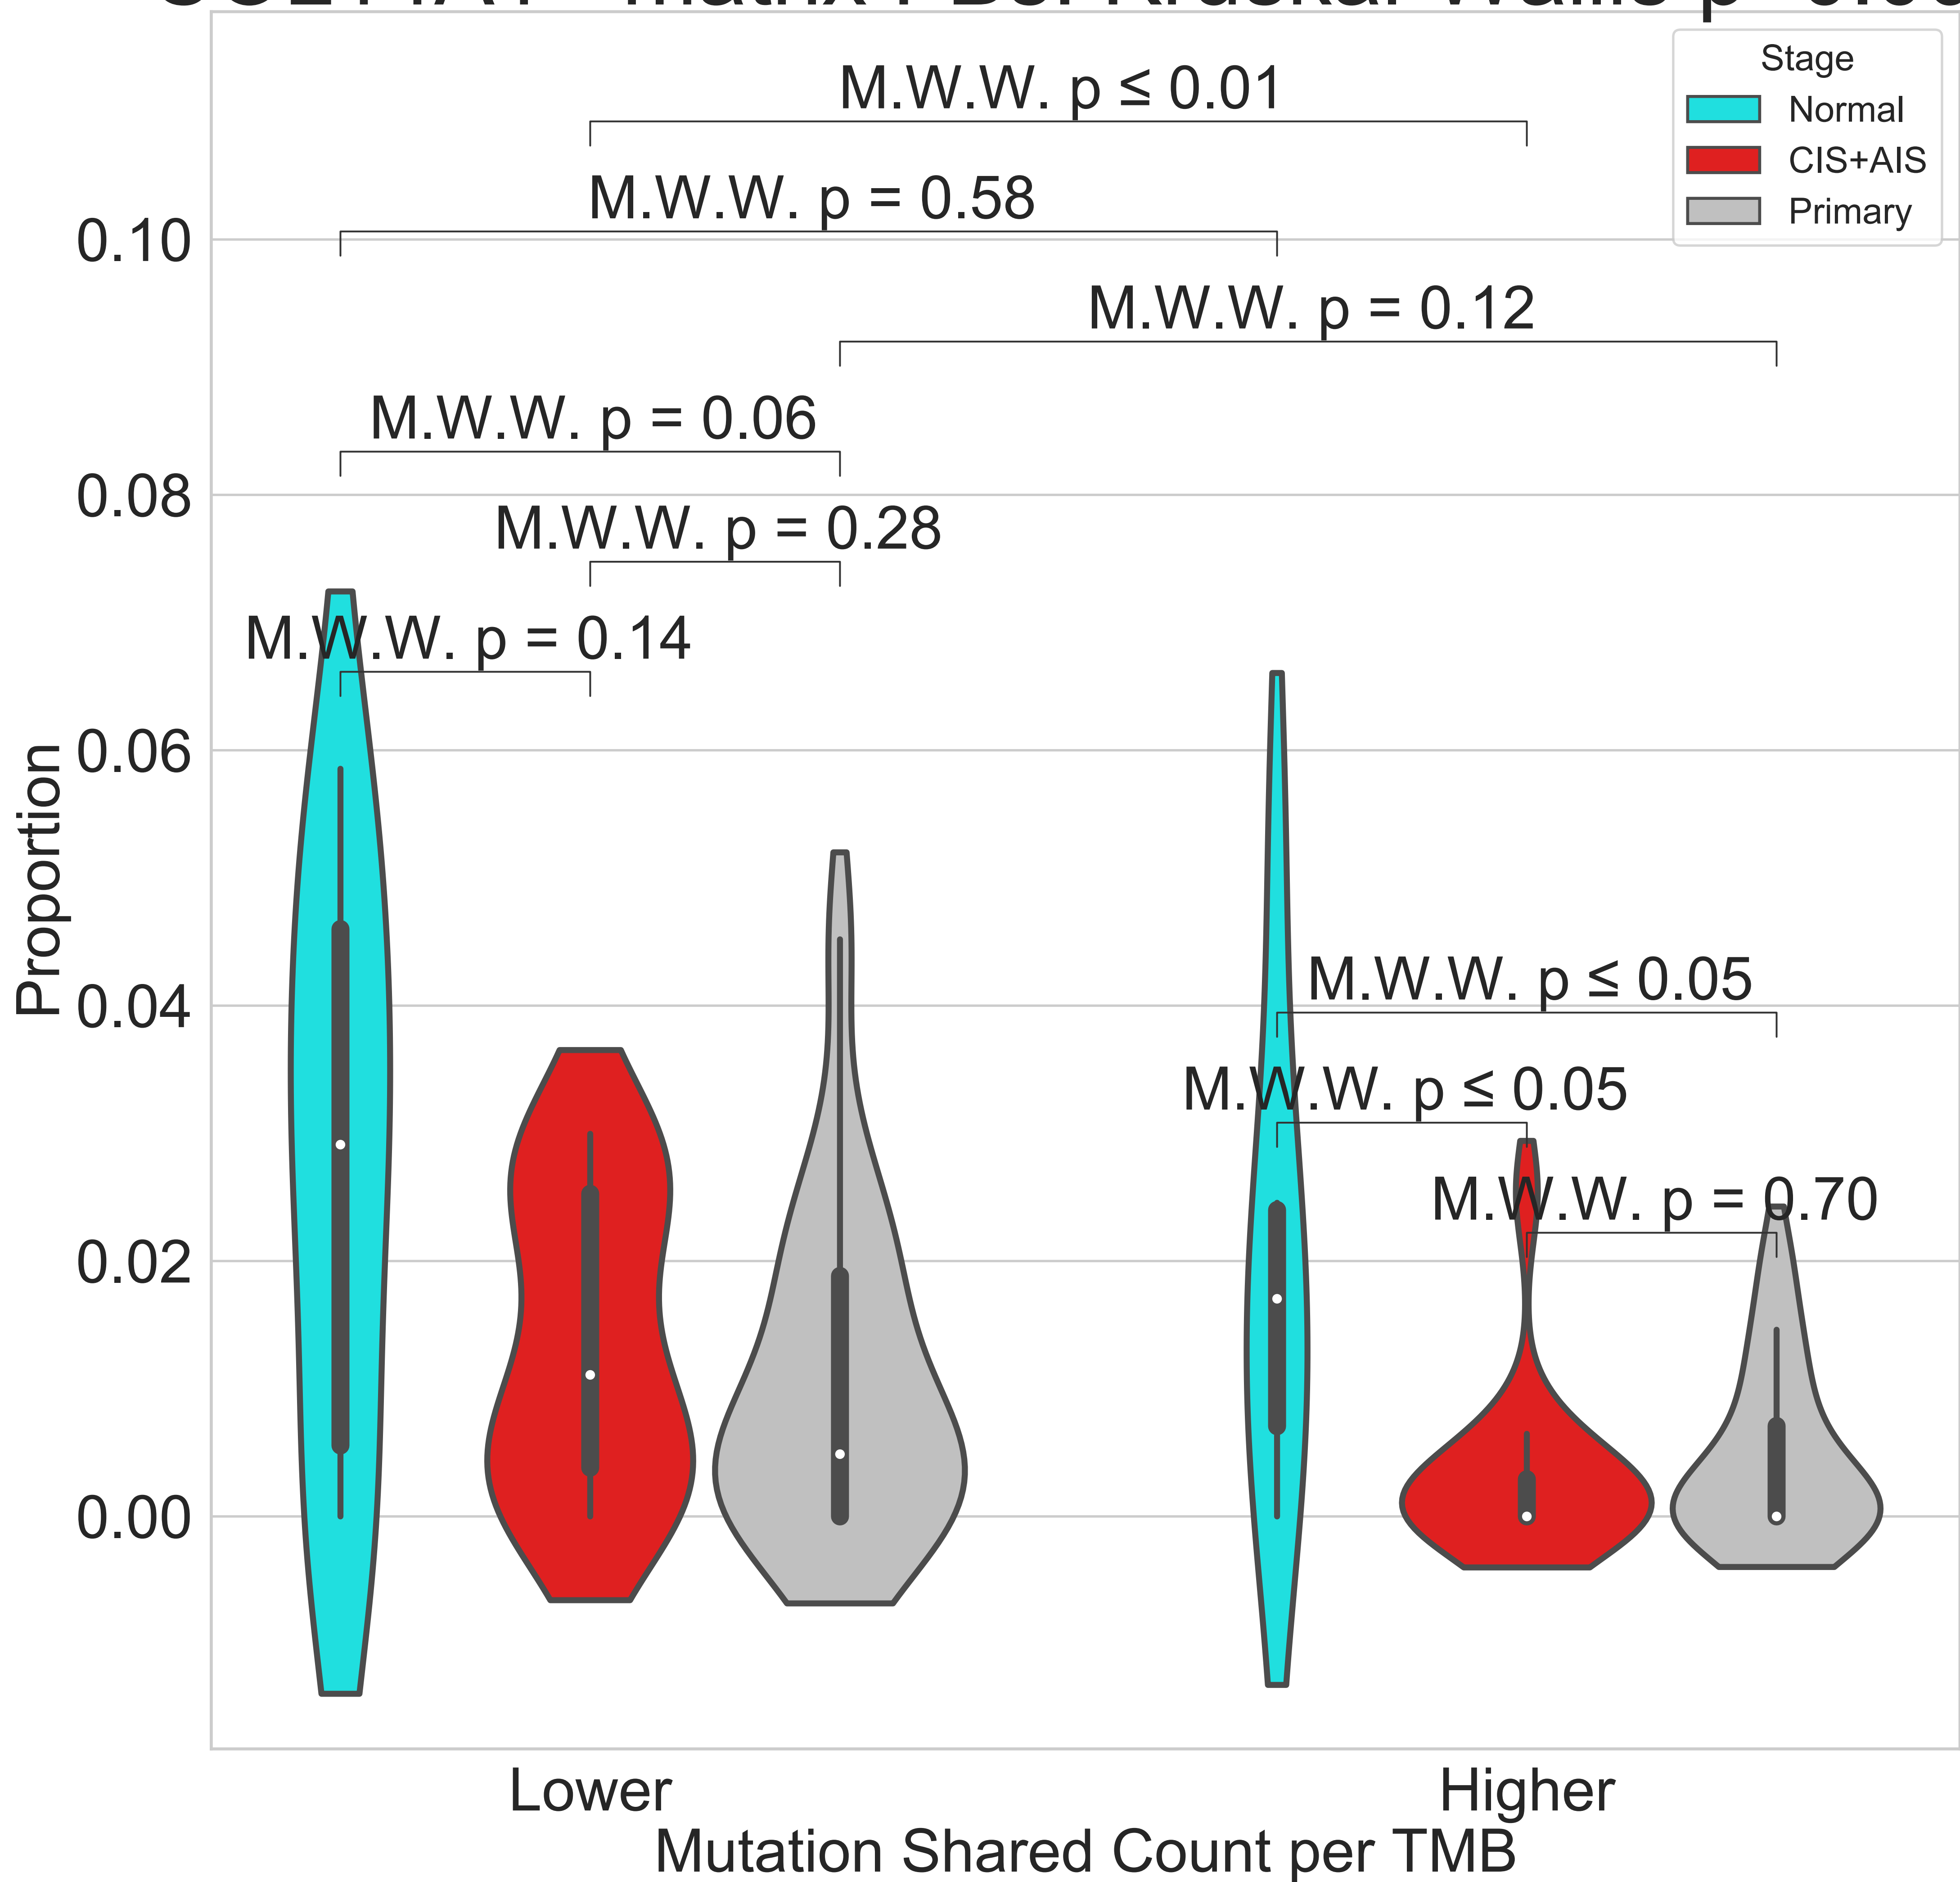 Stage
Normal
CIS+AIS
Primary
M.W.W. p ≤ 0.01
M.W.W. p = 0.58
M.W.W. p = 0.12
M.W.W. p = 0.06
M.W.W. p = 0.28
M.W.W. p = 0.14
M.W.W. p ≤ 0.05
M.W.W. p ≤ 0.05
M.W.W. p = 0.70
0.10
0.08
0.06
0.04
0.02
0.00
Proportion
Lower
Higher
Mutation Shared Count per TMB